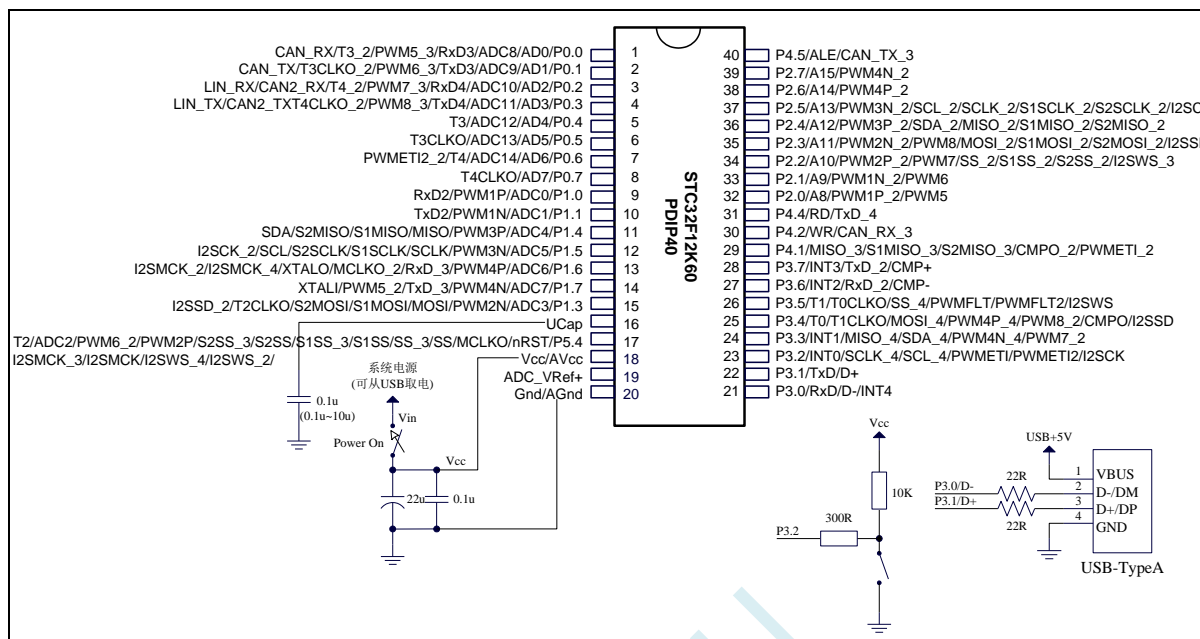 CAN_RX/T3_2/PWM5_3/RxD3/ADC8/AD0/P0.0
CAN_TX/T3CLKO_2/PWM6_3/TxD3/ADC9/AD1/P0.1
LIN_RX/CAN2_RX/T4_2/PWM7_3/RxD4/ADC10/AD2/P0.2
LIN_TX/CAN2_TXT4CLKO_2/PWM8_3/TxD4/ADC11/AD3/P0.3
T3/ADC12/AD4/P0.4
T3CLKO/ADC13/AD5/P0.5
PWMETI2_2/T4/ADC14/AD6/P0.6
T4CLKO/AD7/P0.7
RxD2/PWM1P/ADC0/P1.0
TxD2/PWM1N/ADC1/P1.1
SDA/S2MISO/S1MISO/MISO/PWM3P/ADC4/P1.4
I2SCK_2/SCL/S2SCLK/S1SCLK/SCLK/PWM3N/ADC5/P1.5
I2SMCK_2/I2SMCK_4/XTALO/MCLKO_2/RxD_3/PWM4P/ADC6/P1.6
XTALI/PWM5_2/TxD_3/PWM4N/ADC7/P1.7
I2SSD_2/T2CLKO/S2MOSI/S1MOSI/MOSI/PWM2N/ADC3/P1.3
UCap
T2/ADC2/PWM6_2/PWM2P/S2SS_3/S2SS/S1SS_3/S1SS/SS_3/SS/MCLKO/nRST/P5.4
I2SMCK_3/I2SMCK/I2SWS_4/I2SWS_2/
Vcc/AVcc
ADC_VRef+
Gnd/AGnd
1
2
3
4
5
6
7
8
9
10
11
12
13
14
15
16
17
18
19
20
STC32F12K60
PDIP40
40
39
38
37
36
35
34
33
32
31
30
29
28
27
26
25
24
23
22
21
P4.5/ALE/CAN_TX_3
P2.7/A15/PWM4N_2
P2.6/A14/PWM4P_2
P2.5/A13/PWM3N_2/SCL_2/SCLK_2/S1SCLK_2/S2SCLK_2/I2SC
P2.4/A12/PWM3P_2/SDA_2/MISO_2/S1MISO_2/S2MISO_2
P2.3/A11/PWM2N_2/PWM8/MOSI_2/S1MOSI_2/S2MOSI_2/I2SS
P2.2/A10/PWM2P_2/PWM7/SS_2/S1SS_2/S2SS_2/I2SWS_3
P2.1/A9/PWM1N_2/PWM6
P2.0/A8/PWM1P_2/PWM5
P4.4/RD/TxD_4
P4.2/WR/CAN_RX_3
P4.1/MISO_3/S1MISO_3/S2MISO_3/CMPO_2/PWMETI_2
P3.7/INT3/TxD_2/CMP+
P3.6/INT2/RxD_2/CMP-
P3.5/T1/T0CLKO/SS_4/PWMFLT/PWMFLT2/I2SWS
P3.4/T0/T1CLKO/MOSI_4/PWM4P_4/PWM8_2/CMPO/I2SSD
P3.3/INT1/MISO_4/SDA_4/PWM4N_4/PWM7_2
P3.2/INT0/SCLK_4/SCL_4/PWMETI/PWMETI2/I2SCK
P3.1/TxD/D+
P3.0/RxD/D-/INT4
系统电源
(可从USB取电)
0.1u
(0.1u~10u)
Vin
Power On
Vcc
22u
0.1u
Vcc
10K
300R
P3.2
USB+5V
P3.0/D-
P3.1/D+
22R
22R
1
2
3
4
VBUS
D-/DM
D+/DP
GND
USB-TypeA